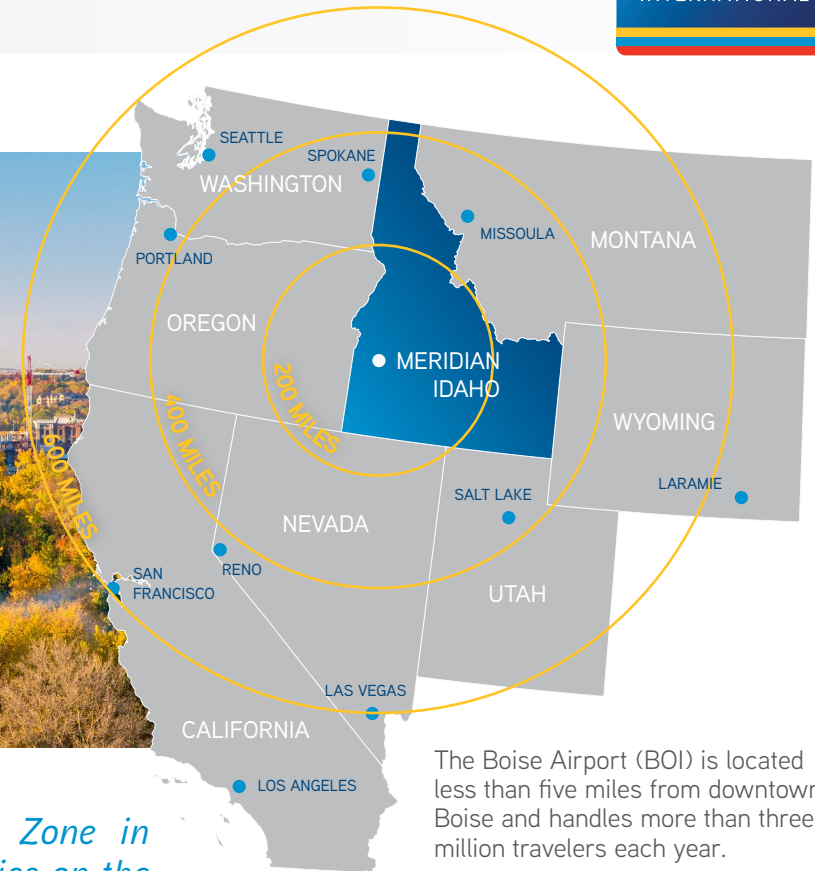 SEATTLE
SPOKANE
WASHINGTON
MISSOULA
MONTANA
PORTLAND
OREGON
MERIDIAN
IDAHO
200 MILES
400 MILES
600 MILES
WYOMING
LARAMIE
SALT LAKE
NEVADA
RENO
SAN
FRANCISCO
UTAH
LAS VEGAS
CALIFORNIA
LOS ANGELES
The Boise Airport (BOI) is located
less than five miles from downtown
Boise and handles more than three
million travelers each year.
Zone in
on the